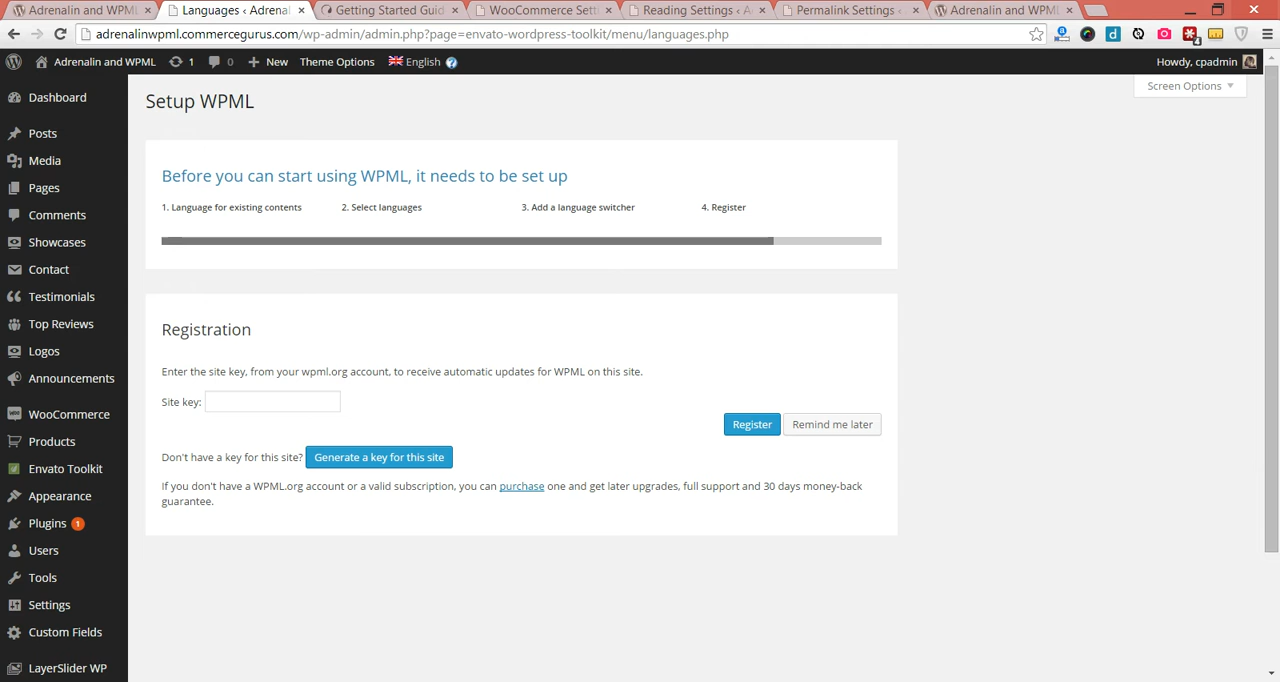 Adrenalin and WPML
Languages ‹ Adrenal
Getting Started Guid
WooCommerce Setti
Reading Settings ‹ A
Permalink Settings ‹
Adrenalin and WPML
adrenalinwpml.commercegurus.com/wp-admin/admin.php?page=envato-wordpress-toolkit/menu/languages.php
Adrenalin and WPML 1 0 New Theme Options English Howdy, cpadmin
Screen Options
Dashboard
Posts
Media
Pages
Comments
Showcases
Contact
Testimonials
Top Reviews
Logos
Announcements
WooCommerce
Products
Envato Toolkit
Appearance
Plugins 1
Users
Tools
Settings
Custom Fields
LayerSlider WP
Setup WPML
Before you can start using WPML, it needs to be set up
1. Language for existing contents 2. Select languages 3. Add a language switcher 4. Register
Registration
Enter the site key, from your wpml.org account, to receive automatic updates for WPML on this site.
Site key:
Register Remind me later
Don't have a key for this site? Generate a key for this site
If you don't have a WPML.org account or a valid subscription, you can purchase one and get later upgrades, full support and 30 days money-back
guarantee.